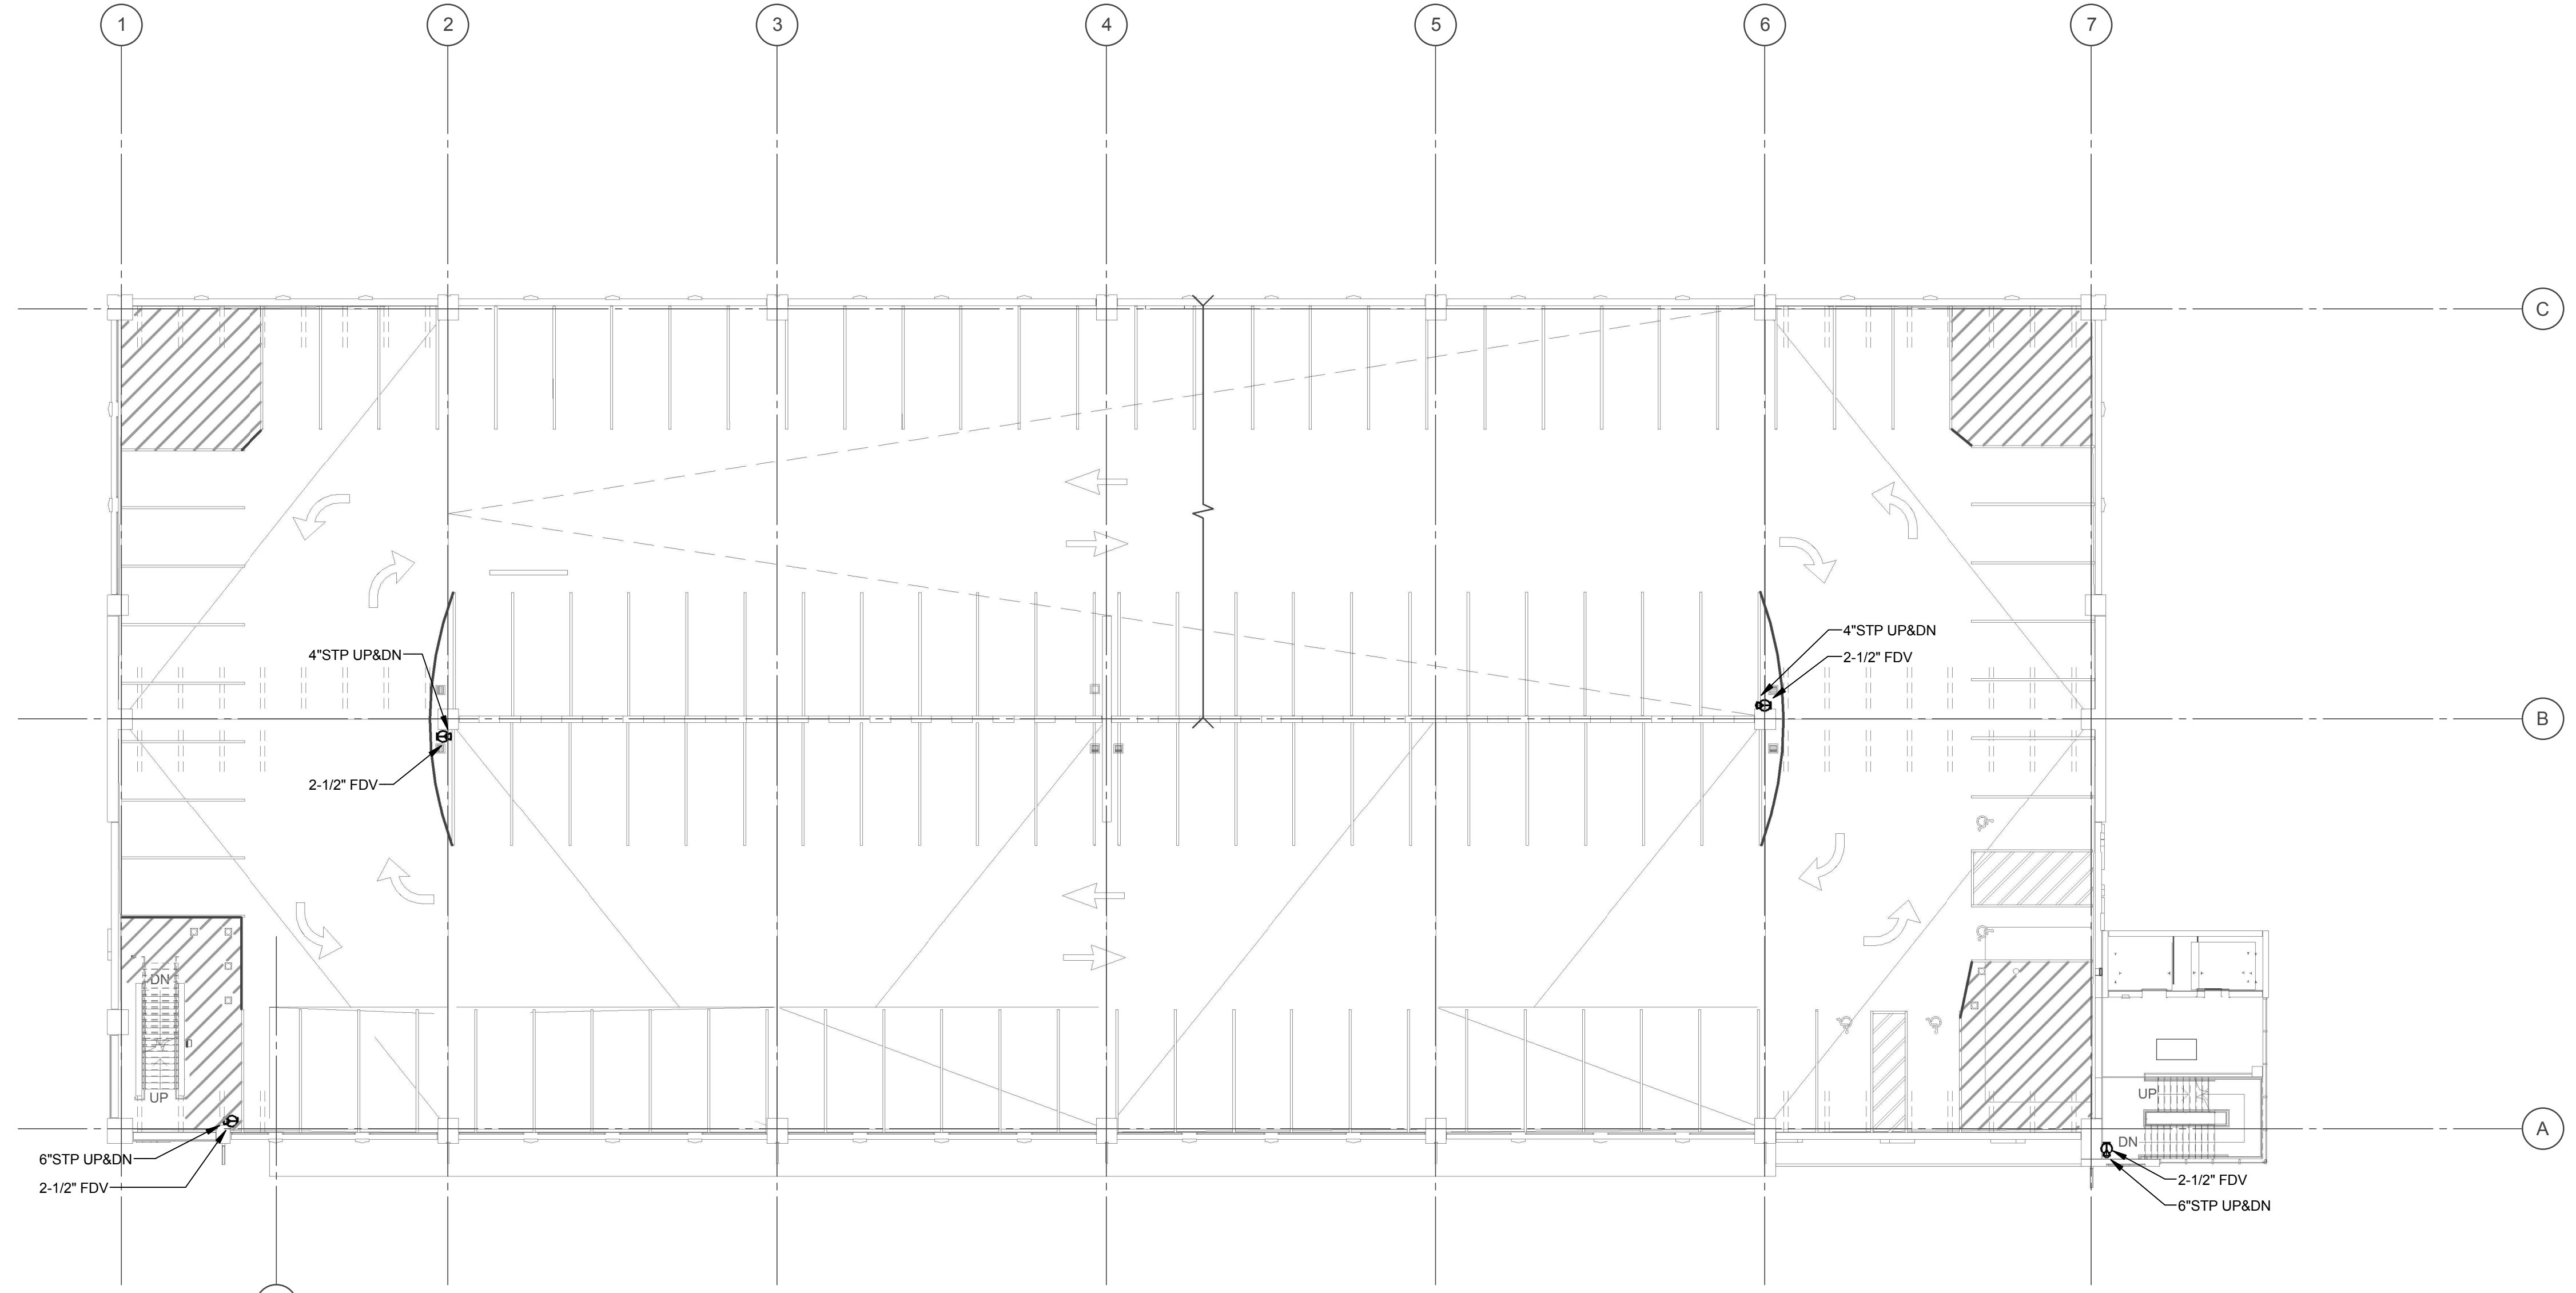 1
2
3
4
5
6
7
C
4"STP UP&DN
2-1/2" FDV
4"STP UP&DN
B
2-1/2" FDV
DN
UP
UP
A
DN
6"STP UP&DN
2-1/2" FDV
2-1/2" FDV
6"STP UP&DN